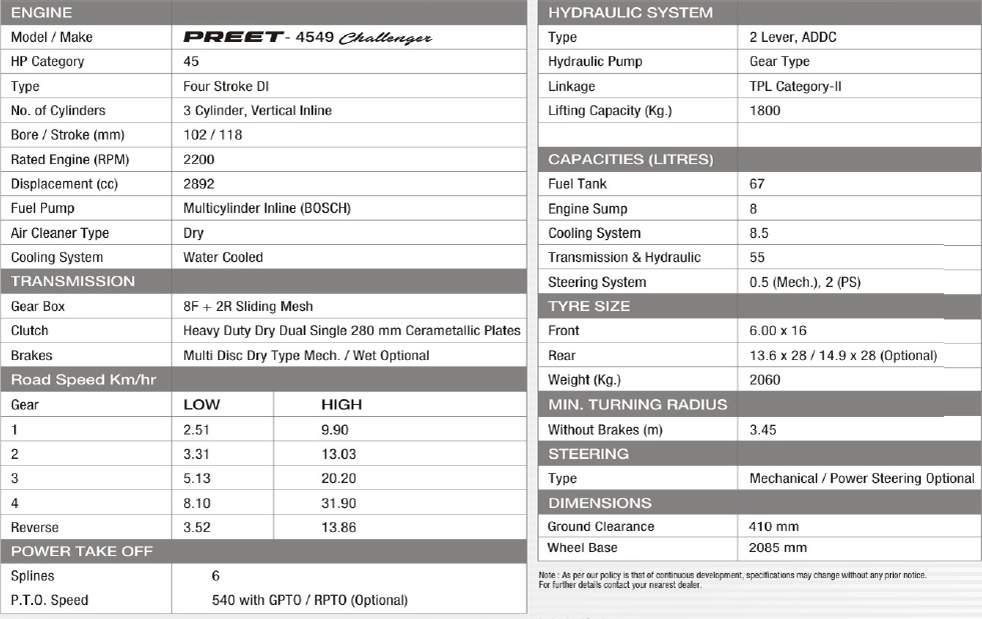 ENGINE
Model / Make PREET - 4549 Challenger
HP Category 45
Type Four Stroke DI
No. of Cylinders 3 Cylinder, Vertical Inline
Bore / Stroke (mm) 102 / 118
Rated Engine (RPM) 2200
Displacement (cc) 2892
Fuel Pump Multicylinder Inline (BOSCH)
Air Cleaner Type Dry
Cooling System Water Cooled
TRANSMISSION
Gear Box 8F + 2R Sliding Mesh
Clutch Heavy Duty Dry Dual Single 280 mm Cerametallic Plates
Brakes Multi Disc Dry Type Mech. / Wet Optional
Road Speed Km/hr
Gear LOW HIGH
1 2.51 9.90
2 3.31 13.03
3 5.13 20.20
4 8.10 31.90
Reverse 3.52 13.86
POWER TAKE OFF
Splines 6
P.T.O. Speed 540 with GPTO / RPTO (Optional)
HYDRAULIC SYSTEM
Type 2 Lever, ADDC
Hydraulic Pump Gear Type
Linkage TPL Category-II
Lifting Capacity (Kg.) 1800
CAPACITIES (LITRES)
Fuel Tank 67
Engine Sump 8
Cooling System 8.5
Transmission & Hydraulic 55
Steering System 0.5 (Mech.), 2 (PS)
TYRE SIZE
Front 6.00 x 16
Rear 13.6 x 28 / 14.9 x 28 (Optional)
Weight (Kg.) 2060
MIN. TURNING RADIUS
Without Brakes (m) 3.45
STEERING
Type Mechanical / Power Steering Optional
DIMENSIONS
Ground Clearance 410 mm
Wheel Base 2085 mm
Note : As per our policy is that of continuous development, specifications may change without any prior notice.
For further details contact your nearest dealer.